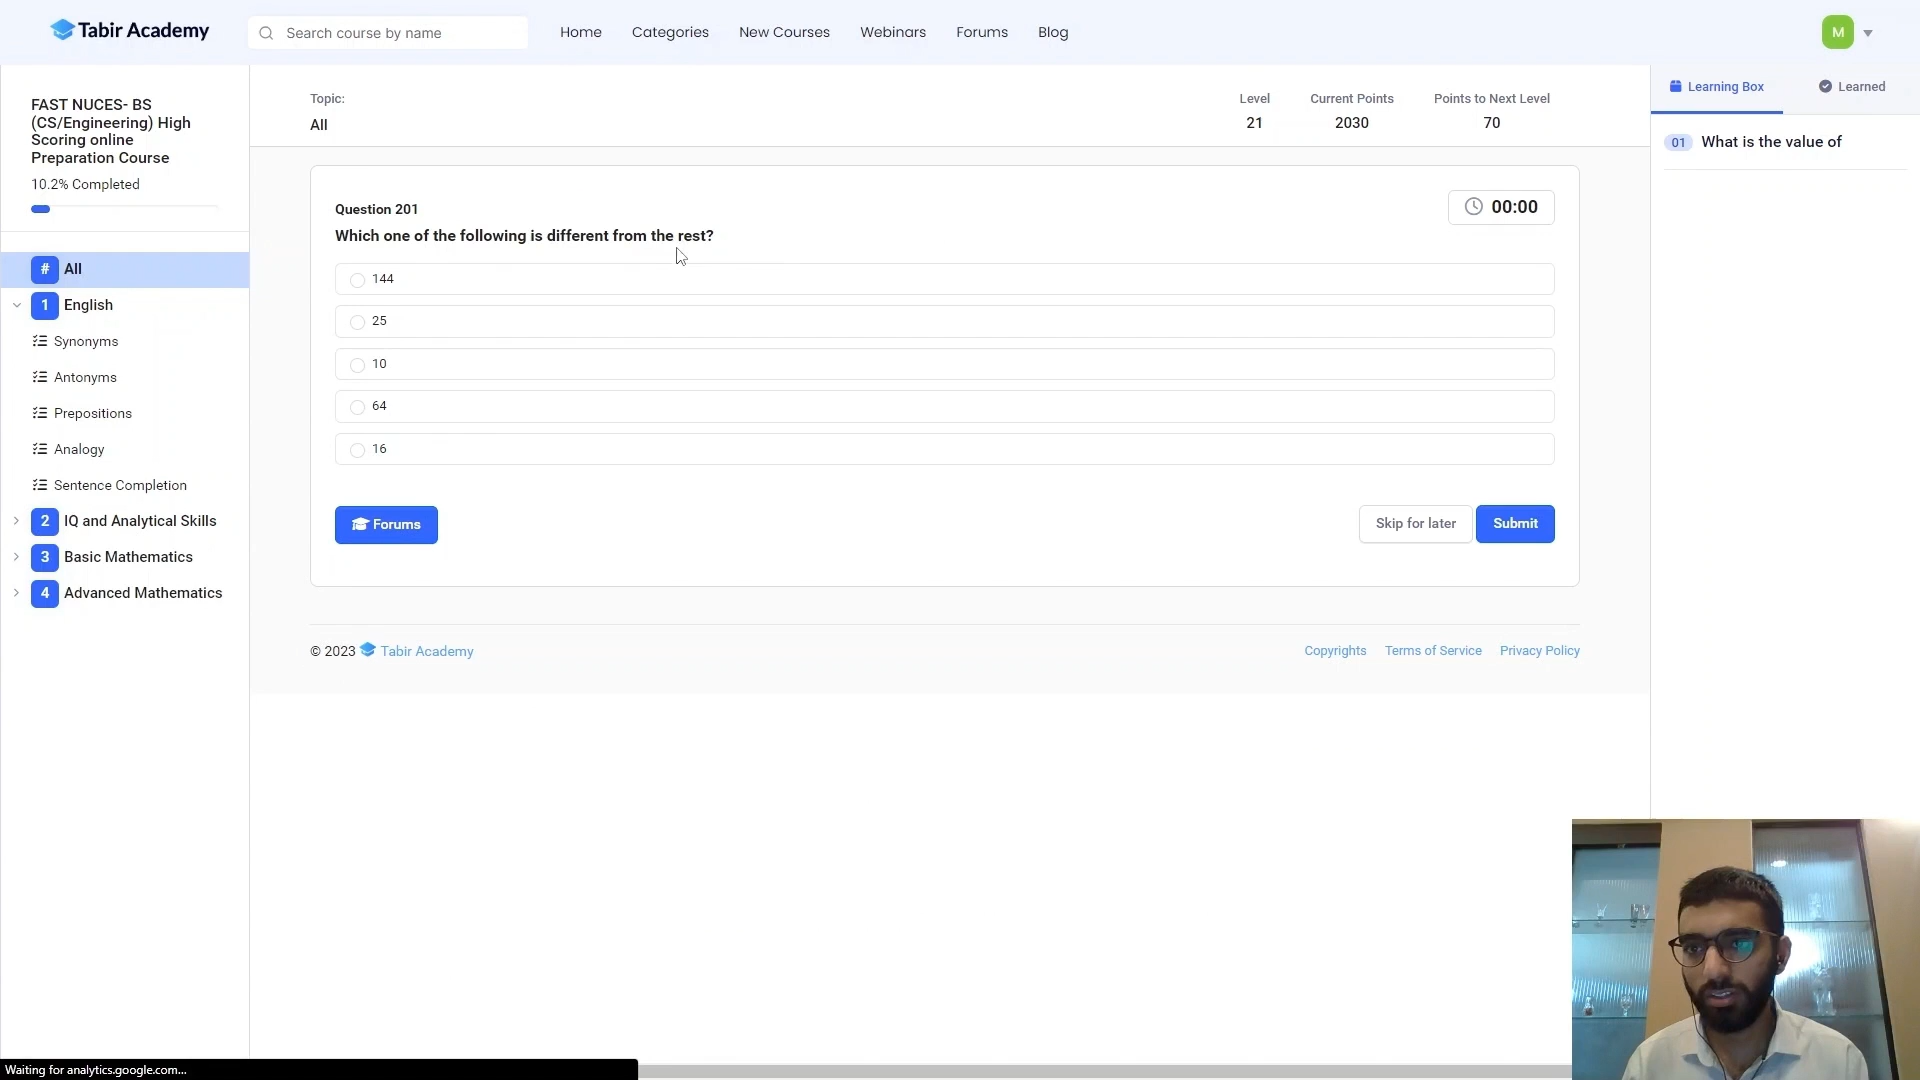 Tabir Academy
Search course by name
Home
Categories
New Courses
Webinars
Forums
Blog
M
FAST NUCES- BS
(CS/Engineering) High
Scoring online
Preparation Course
10.2% Completed
# All
1 English
Synonyms
Antonyms
Prepositions
Analogy
Sentence Completion
2 IQ and Analytical Skills
3 Basic Mathematics
4 Advanced Mathematics
Topic:
All
Level
21
Current Points
2030
Points to Next Level
70
Question 201
00:00
Which one of the following is different from the rest?
144
25
10
64
16
Forums
Skip for later
Submit
© 2023 Tabir Academy
Copyrights
Terms of Service
Privacy Policy
Learning Box
Learned
01 What is the value of
Waiting for analytics.google.com...